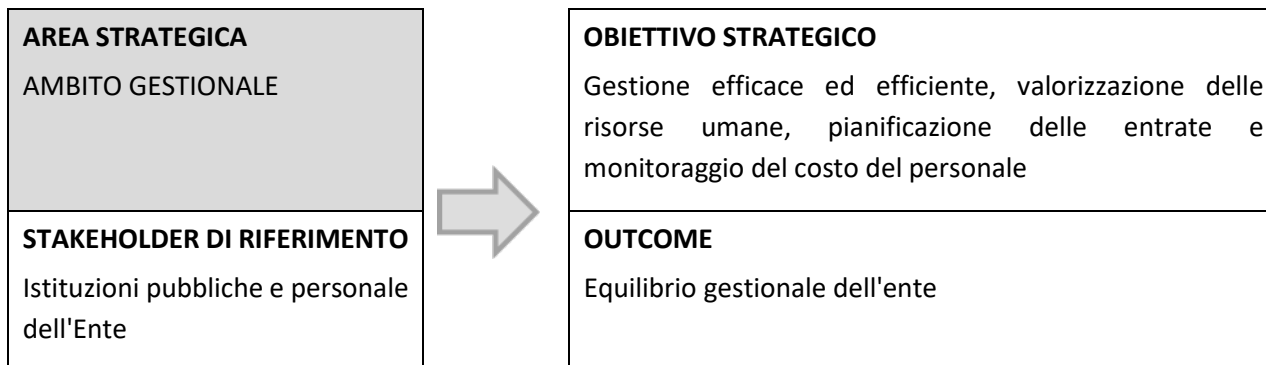 AREA STRATEGICA
AMBITO GESTIONALE
STAKEHOLDER DI RIFERIMENTO
Istituzioni pubbliche e personale
dell'Ente
OBIETTIVO STRATEGICO
Gestione efficace ed efficiente, valorizzazione delle
risorse umane, pianificazione delle entrate e
monitoraggio del costo del personale
OUTCOME
Equilibrio gestionale dell'ente